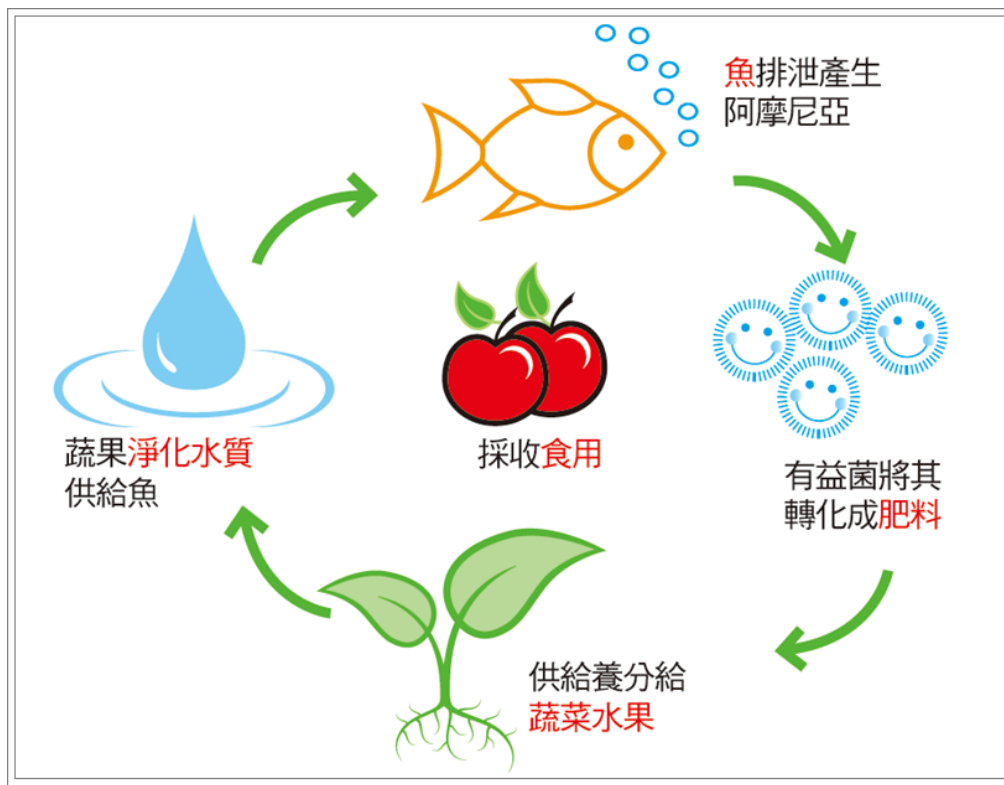 魚排泄產生
阿摩尼亞
有益菌將其
轉化成肥料
供給養分給
蔬菜水果
蔬果淨化水質
供給魚
採收食用